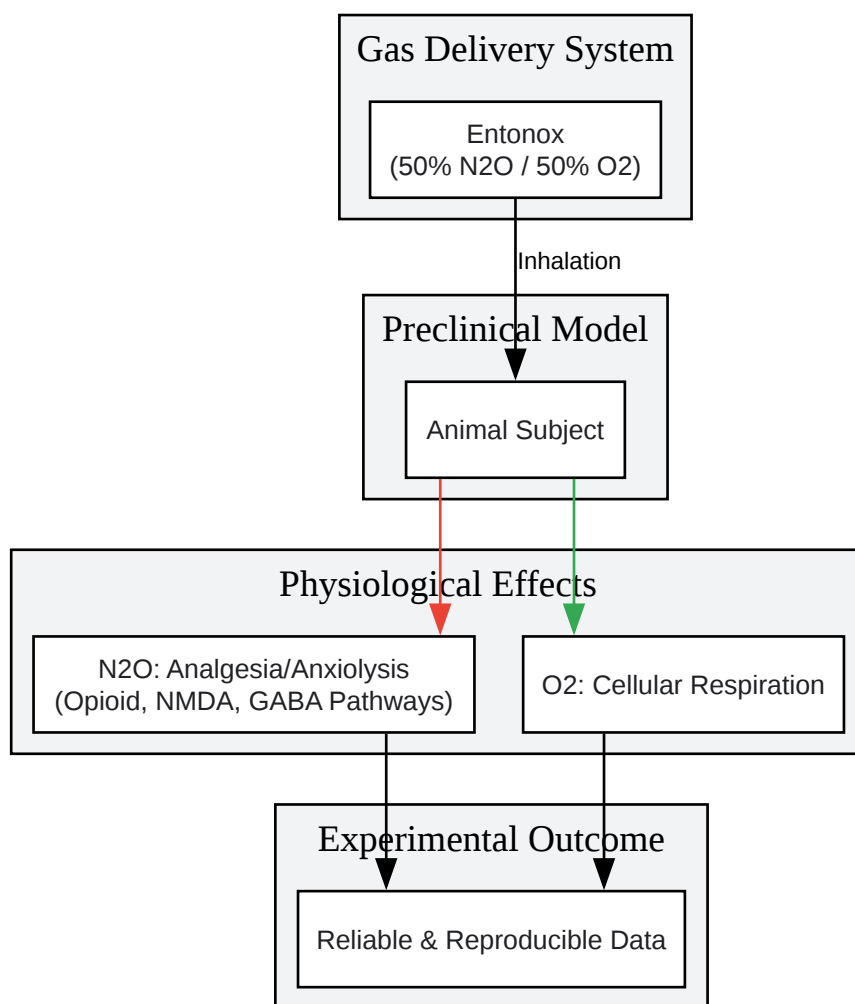 Gas Delivery System
Entonox
(50% N2O / 50% O2)
Inhalation
Preclinical Model
Animal Subject
Physiological Effects
N2O: Analgesia/Anxiolysis
(Opioid, NMDA, GABA Pathways)
O2: Cellular Respiration
Experimental Outcome
Reliable & Reproducible Data